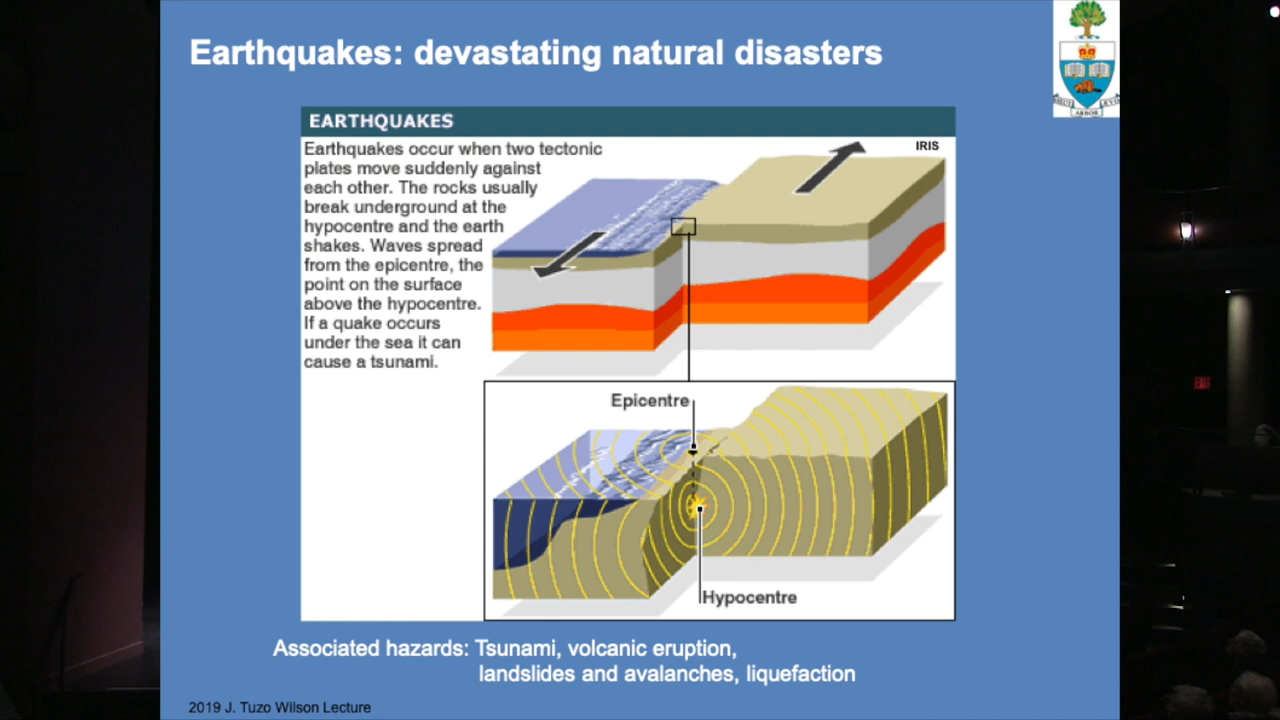 Earthquakes: devastating natural disasters
EARTHQUAKES
IRIS
Earthquakes occur when two tectonic
plates move suddenly against
each other. The rocks usually
break underground at the
hypocentre and the earth
shakes. Waves spread
from the epicentre, the
point on the surface
above the hypocentre.
If a quake occurs
under the sea it can
cause a tsunami.
Epicentre
Hypocentre
Associated hazards: Tsunami, volcanic eruption,
landslides and avalanches, liquefaction
2019 J. Tuzo Wilson Lecture
ARBOR
EXIT